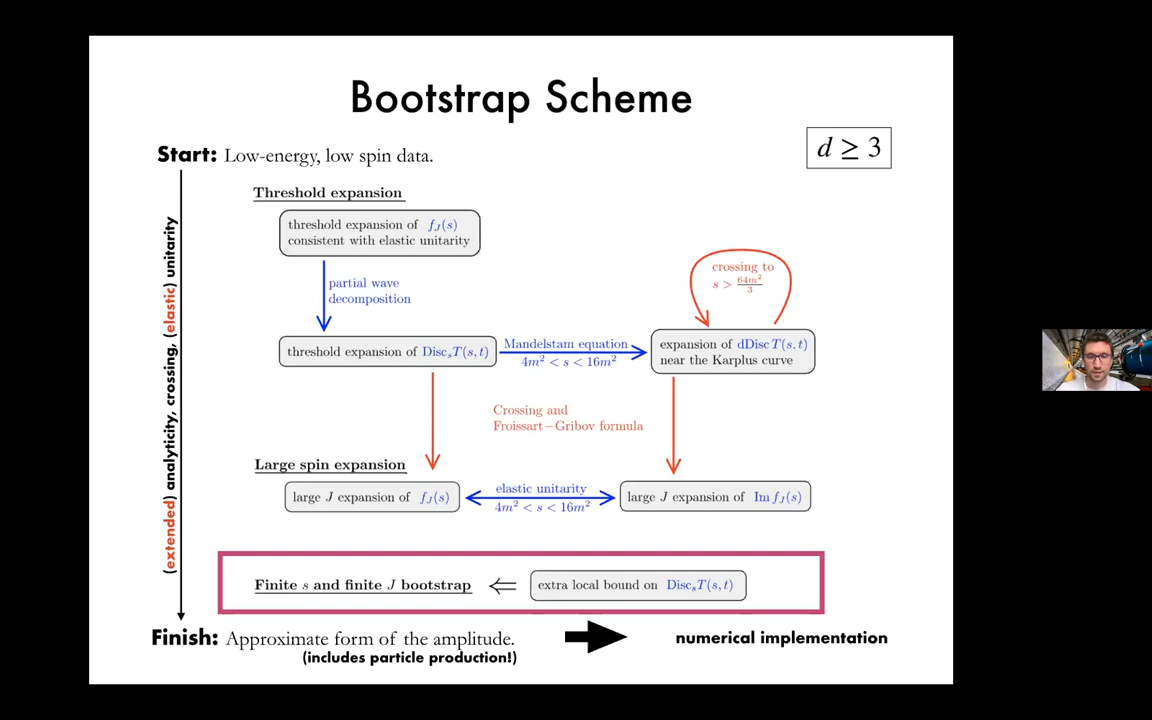 Bootstrap Scheme
d ≥ 3
Start: Low-energy, low spin data.
(extended) analyticity, crossing, (elastic) unitarity
Threshold expansion
threshold expansion of f_J(s)
consistent with elastic unitarity
partial wave
decomposition
crossing to
s > 64m²/3
threshold expansion of Disc_sT(s,t)
Mandelstam equation
4m² < s < 16m²
expansion of dDisc T(s,t)
near the Karplus curve
Crossing and
Froissart−Gribov formula
Large spin expansion
large J expansion of f_J(s)
elastic unitarity
4m² < s < 16m²
large J expansion of Im f_J(s)
Finite s and finite J bootstrap ⇐ extra local bound on Disc_sT(s,t)
Finish: Approximate form of the amplitude.
(includes particle production!)
numerical implementation